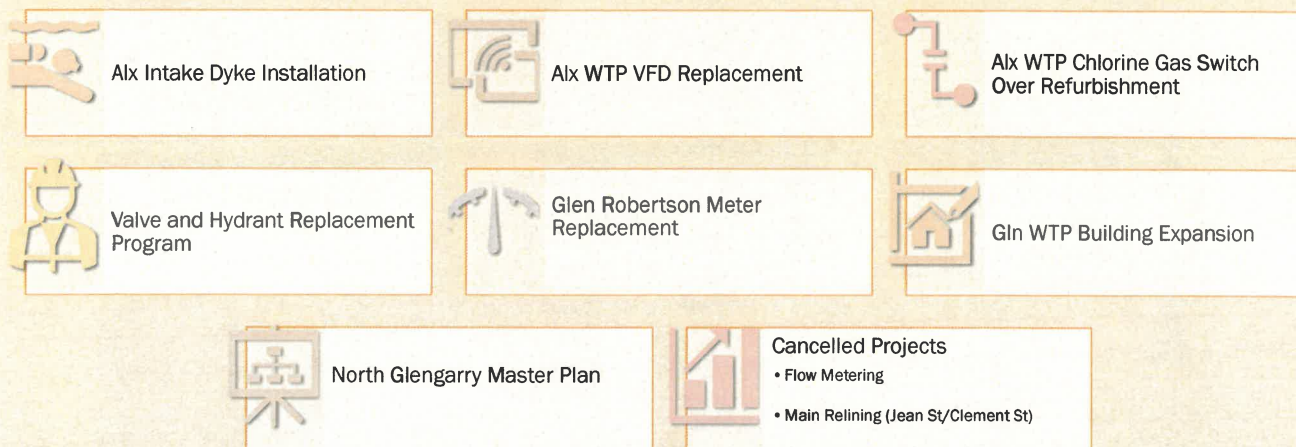 Alx Intake Dyke Installation
Alx WTP VFD Replacement
Alx WTP Chlorine Gas Switch
Over Refurbishment
Valve and Hydrant Replacement
Program
Glen Robertson Meter
Replacement
Gln WTP Building Expansion
North Glengarry Master Plan
Cancelled Projects
• Flow Metering
• Main Relining (Jean St/Clement St)